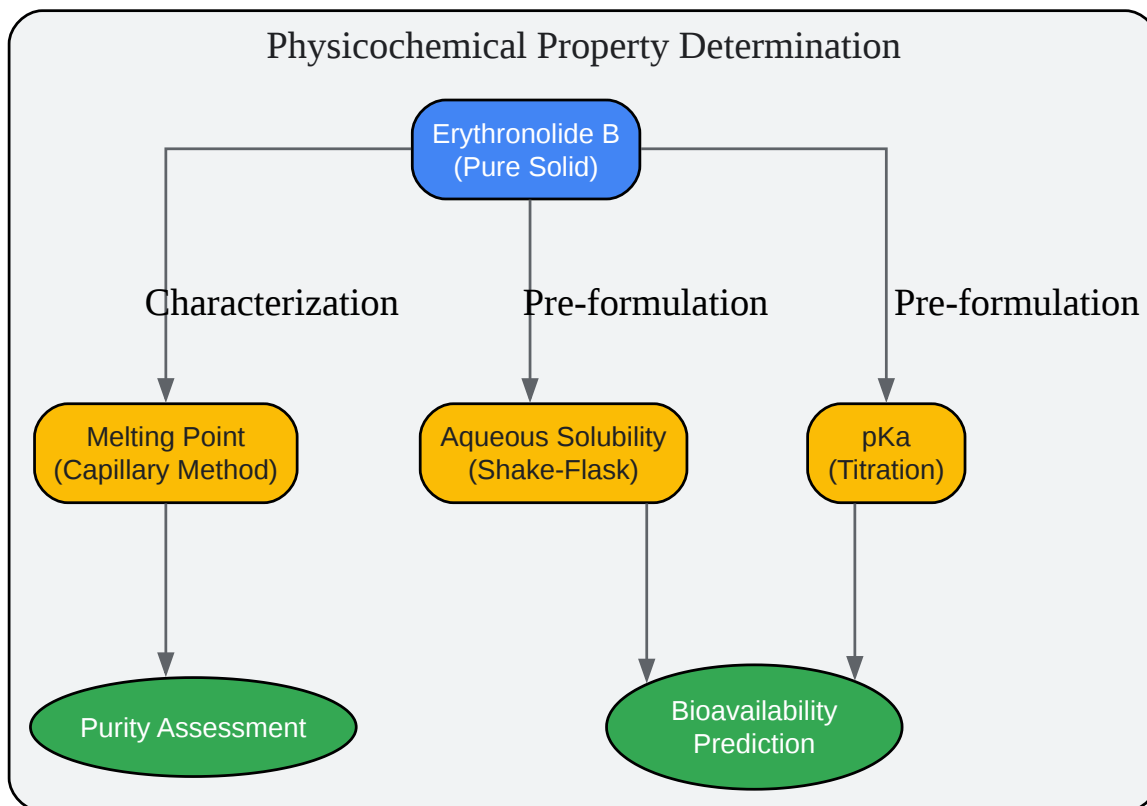 Physicochemical Property Determination
Erythronolide B
(Pure Solid)
Characterization
Pre-formulation
Pre-formulation
Melting Point
(Capillary Method)
Aqueous Solubility
(Shake-Flask)
pKa
(Titration)
Purity Assessment
Bioavailability
Prediction